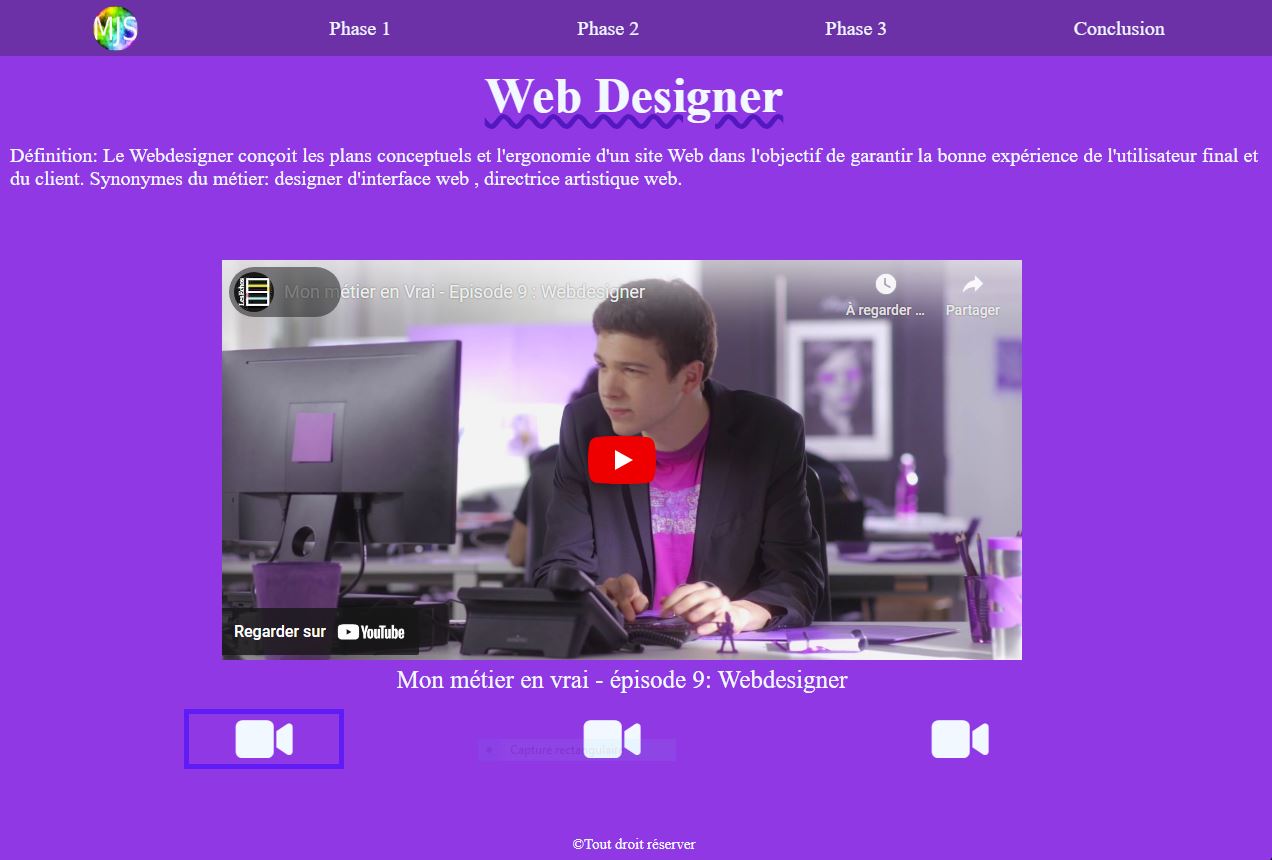 MJS
Phase 1
Phase 2
Phase 3
Conclusion
Web Designer
Définition: Le Webdesigner conçoit les plans conceptuels et l'ergonomie d'un site Web dans l'objectif de garantir la bonne expérience de l'utilisateur final et
du client. Synonymes du métier: designer d'interface web , directrice artistique web.
Les Echos
Mon métier en Vrai - Episode 9 : Webdesigner
À regarder ...
Partager
Regarder sur YouTube
Mon métier en vrai - épisode 9: Webdesigner
Capture rectangulaire
©Tout droit réserver